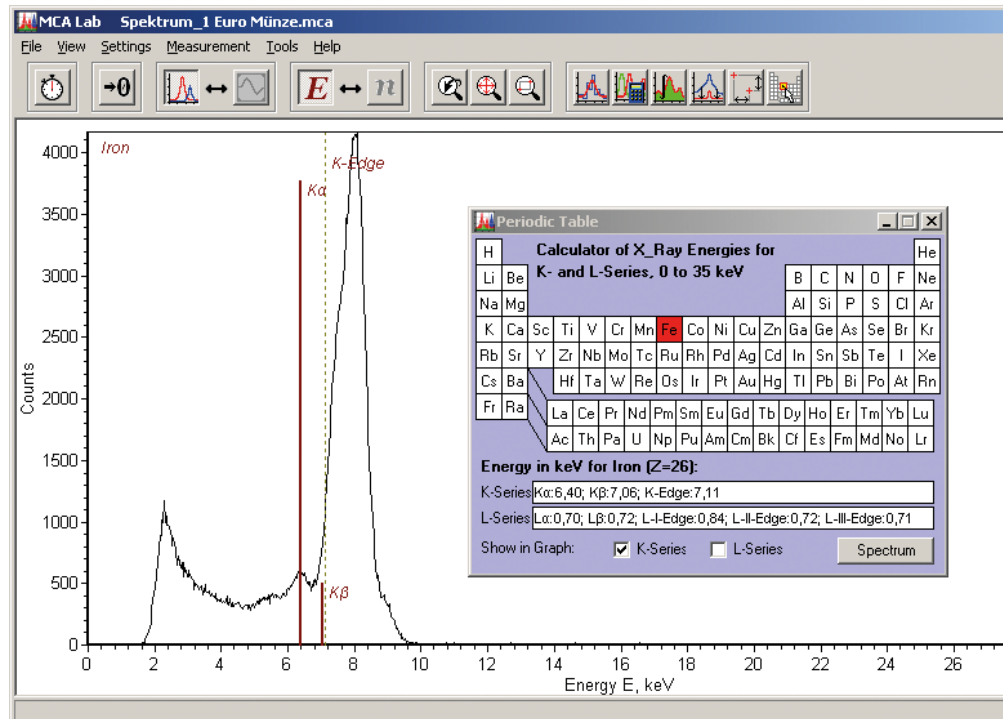 MCA Lab Spektrum_1 Euro Münze.mca
File View Settings Measurement Tools Help
→0 E ↔ n
Iron
K-Edge
Kα
Kβ
Counts
4000
3500
3000
2500
2000
1500
1000
500
0
0 2 4 6 8 10 12 14 16 18 20 22 24 26
Energy E, keV
Periodic Table
Calculator of X_Ray Energies for
K- and L-Series, 0 to 35 keV
H He
Li Be B C N O F Ne
Na Mg Al Si P S Cl Ar
K Ca Sc Ti V Cr Mn Fe Co Ni Cu Zn Ga Ge As Se Br Kr
Rb Sr Y Zr Nb Mo Tc Ru Rh Pd Ag Cd In Sn Sb Te I Xe
Cs Ba Hf Ta W Re Os Ir Pt Au Hg Tl Pb Bi Po At Rn
Fr Ra
La Ce Pr Nd Pm Sm Eu Gd Tb Dy Ho Er Tm Yb Lu
Ac Th Pa U Np Pu Am Cm Bk Cf Es Fm Md No Lr
Energy in keV for Iron (Z=26):
K-Series Kα:6,40; Kβ:7,06; K-Edge:7,11
L-Series Lα:0,70; Lβ:0,72; L-I-Edge:0,84; L-II-Edge:0,72; L-III-Edge:0,71
Show in Graph: K-Series L-Series Spectrum